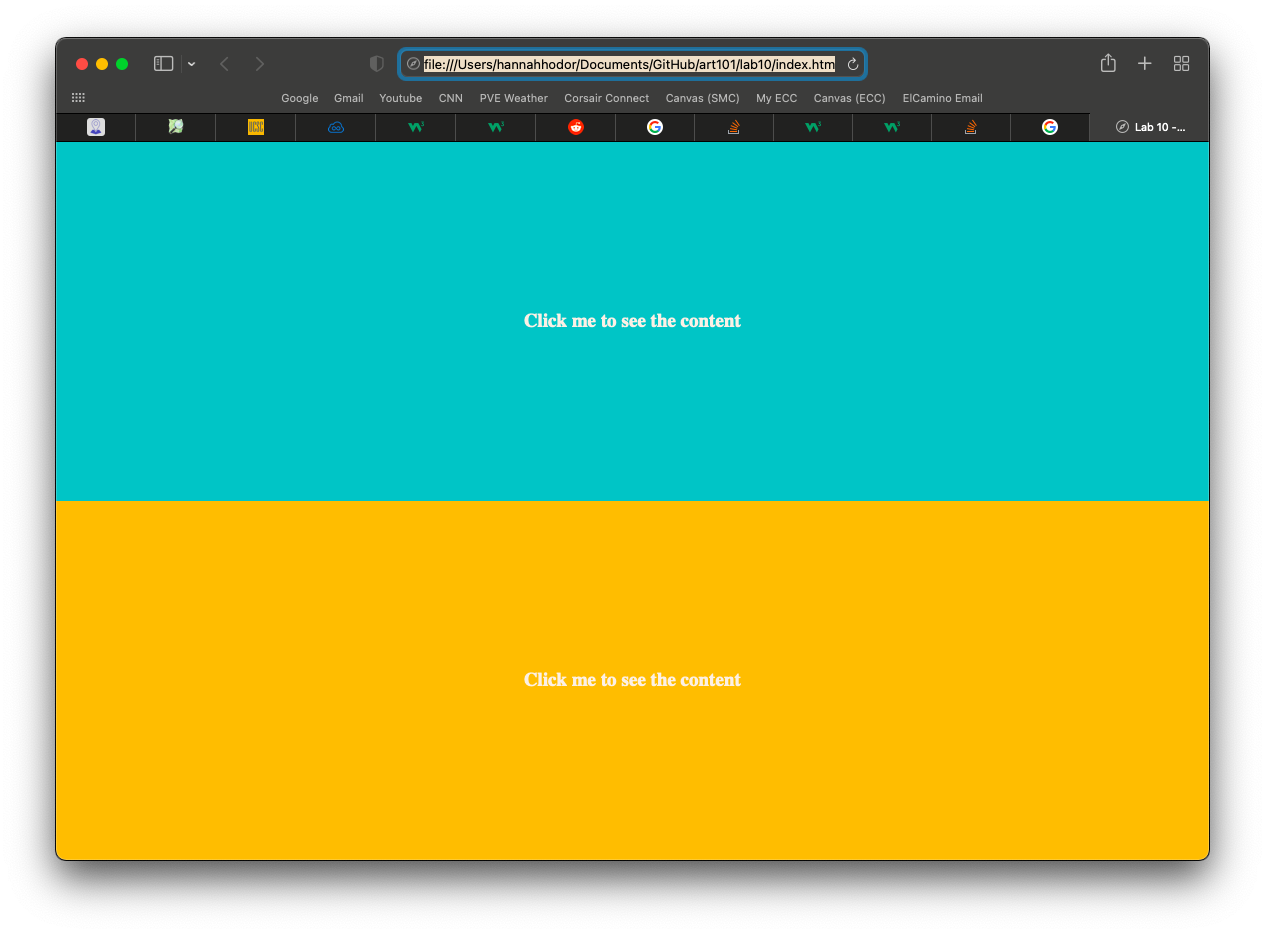 file:///Users/hannahhodor/Documents/GitHub/art101/lab10/index.htm
Google Gmail Youtube CNN PVE Weather Corsair Connect Canvas (SMC) My ECC Canvas (ECC) ElCamino Email
UCSC Lab 10 -...
Click me to see the content
Click me to see the content